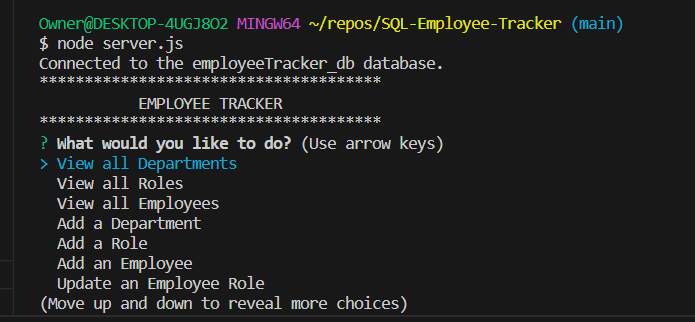 Owner@DESKTOP-4UGJ8O2 MINGW64 ~/repos/SQL-Employee-Tracker (main)
$ node server.js
Connected to the employeeTracker_db database.
**************************************
EMPLOYEE TRACKER
**************************************
? What would you like to do? (Use arrow keys)
> View all Departments
View all Roles
View all Employees
Add a Department
Add a Role
Add an Employee
Update an Employee Role
(Move up and down to reveal more choices)